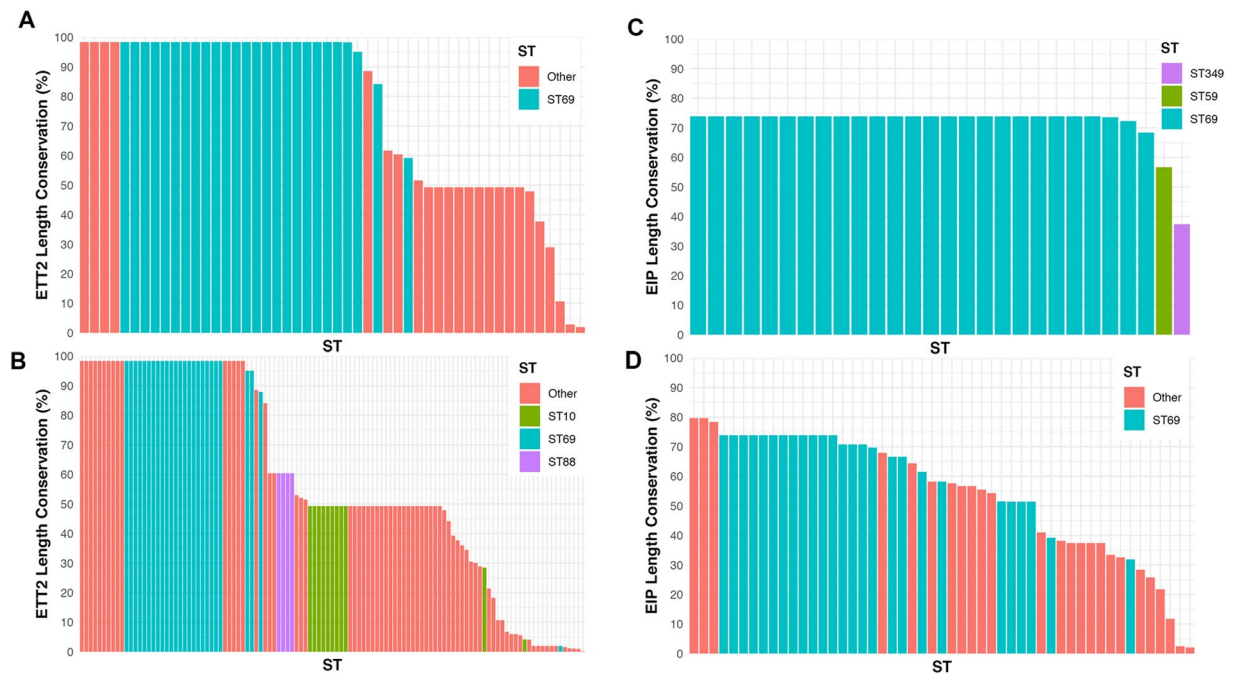 A
ETT2 Length Conservation (%)
100
90
80
70
60
50
40
30
20
10
0
ST
ST
Other
ST69
C
EIP Length Conservation (%)
100
90
80
70
60
50
40
30
20
10
0
ST
ST
ST349
ST59
ST69
B
ETT2 Length Conservation (%)
100
90
80
70
60
50
40
30
20
10
0
ST
ST
Other
ST10
ST69
ST88
D
EIP Length Conservation (%)
100
90
80
70
60
50
40
30
20
10
0
ST
ST
Other
ST69